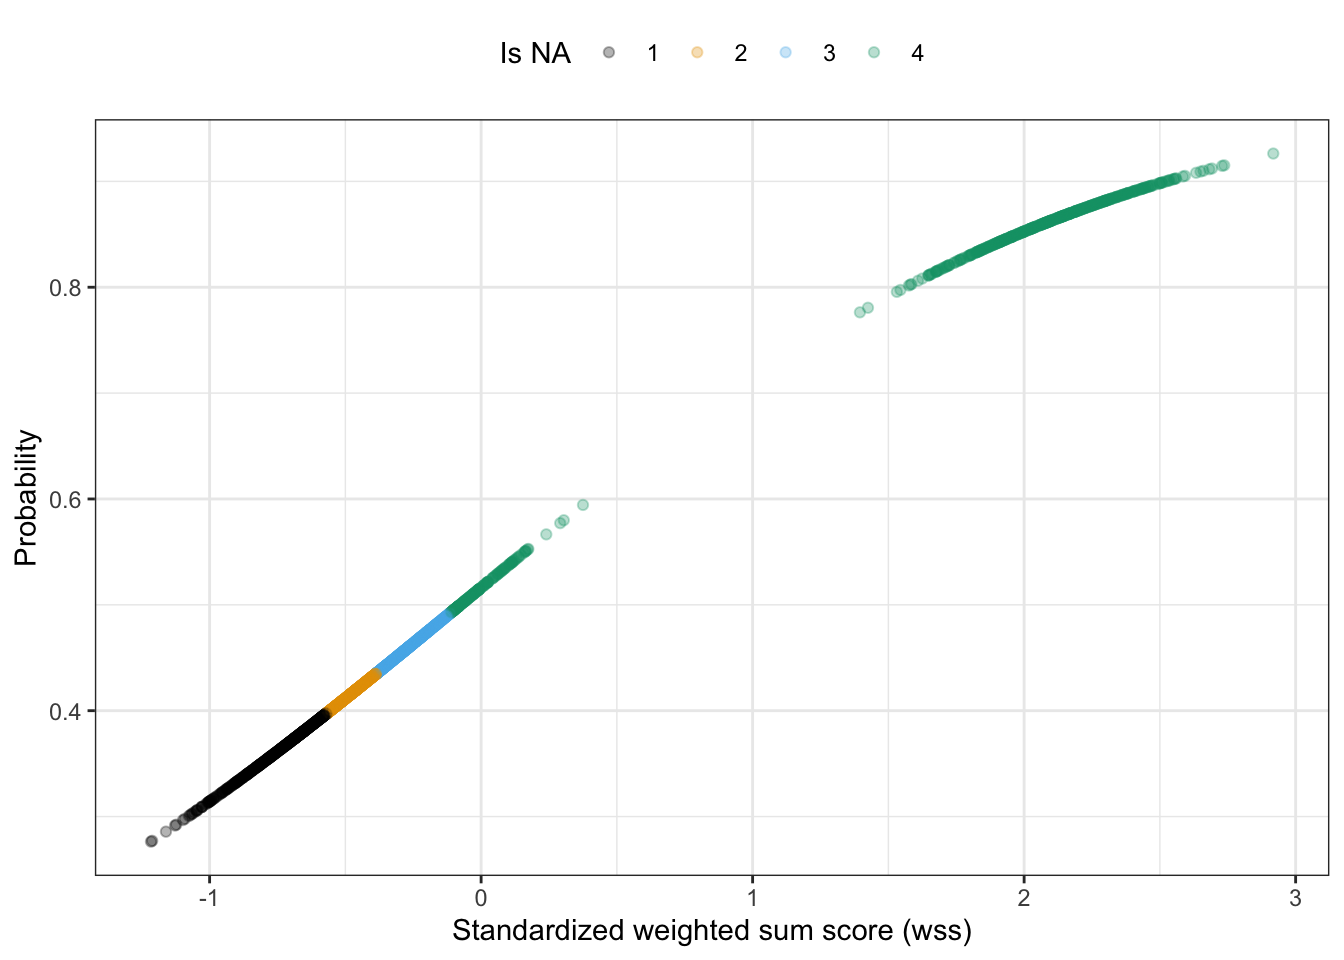 Is NA 1 2 3 4
0.8
0.6
0.4
Probability
-1 0 1 2 3
Standardized weighted sum score (wss)